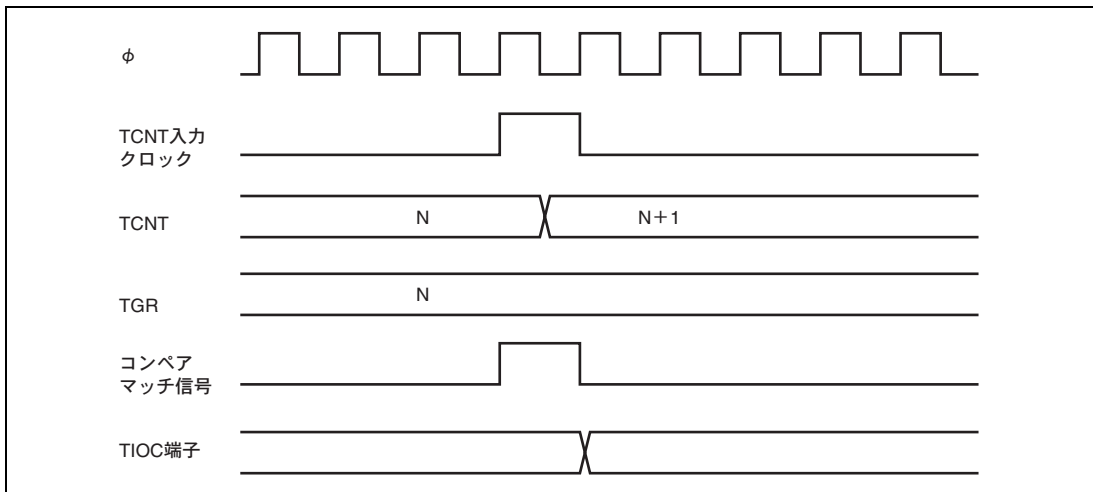 φ
TCNT入力
クロック
TCNT
N
N+1
TGR
N
コンペア
マッチ信号
TIOC端子